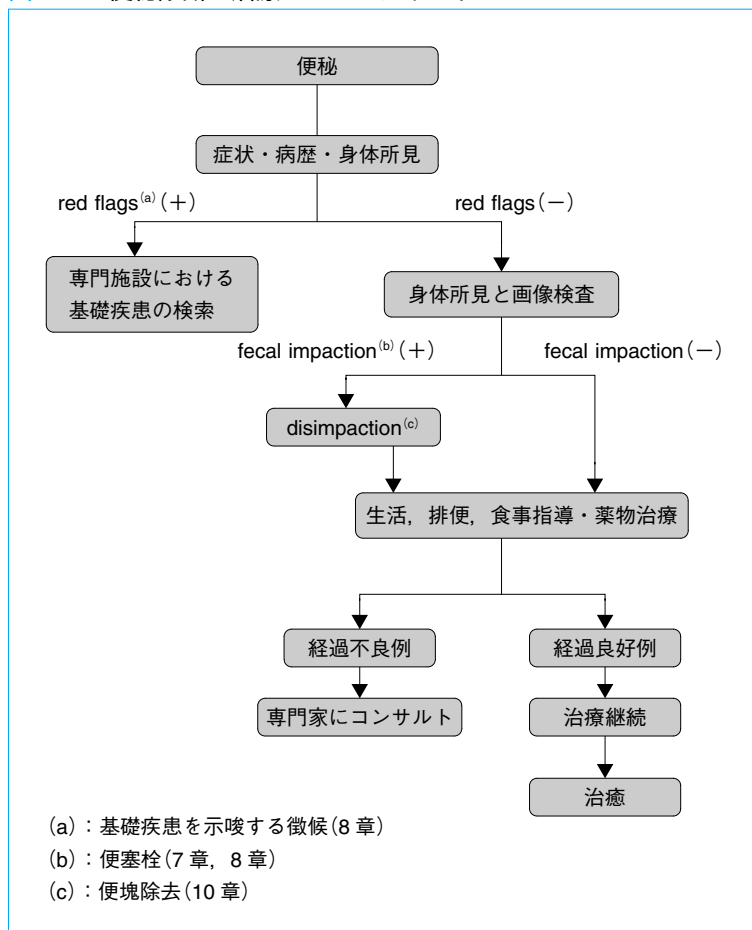 便秘
症状・病歴・身体所見
red flags(a)(+)
red flags(−)
専門施設における
基礎疾患の検索
身体所見と画像検査
fecal impaction(b)(+)
fecal impaction(−)
disimpaction(c)
生活，排便，食事指導・薬物治療
経過不良例
経過良好例
専門家にコンサルト
治療継続
治癒
(a)：基礎疾患を示唆する徴候(8 章)
(b)：便塞栓(7 章，8 章)
(c)：便塊除去(10 章)